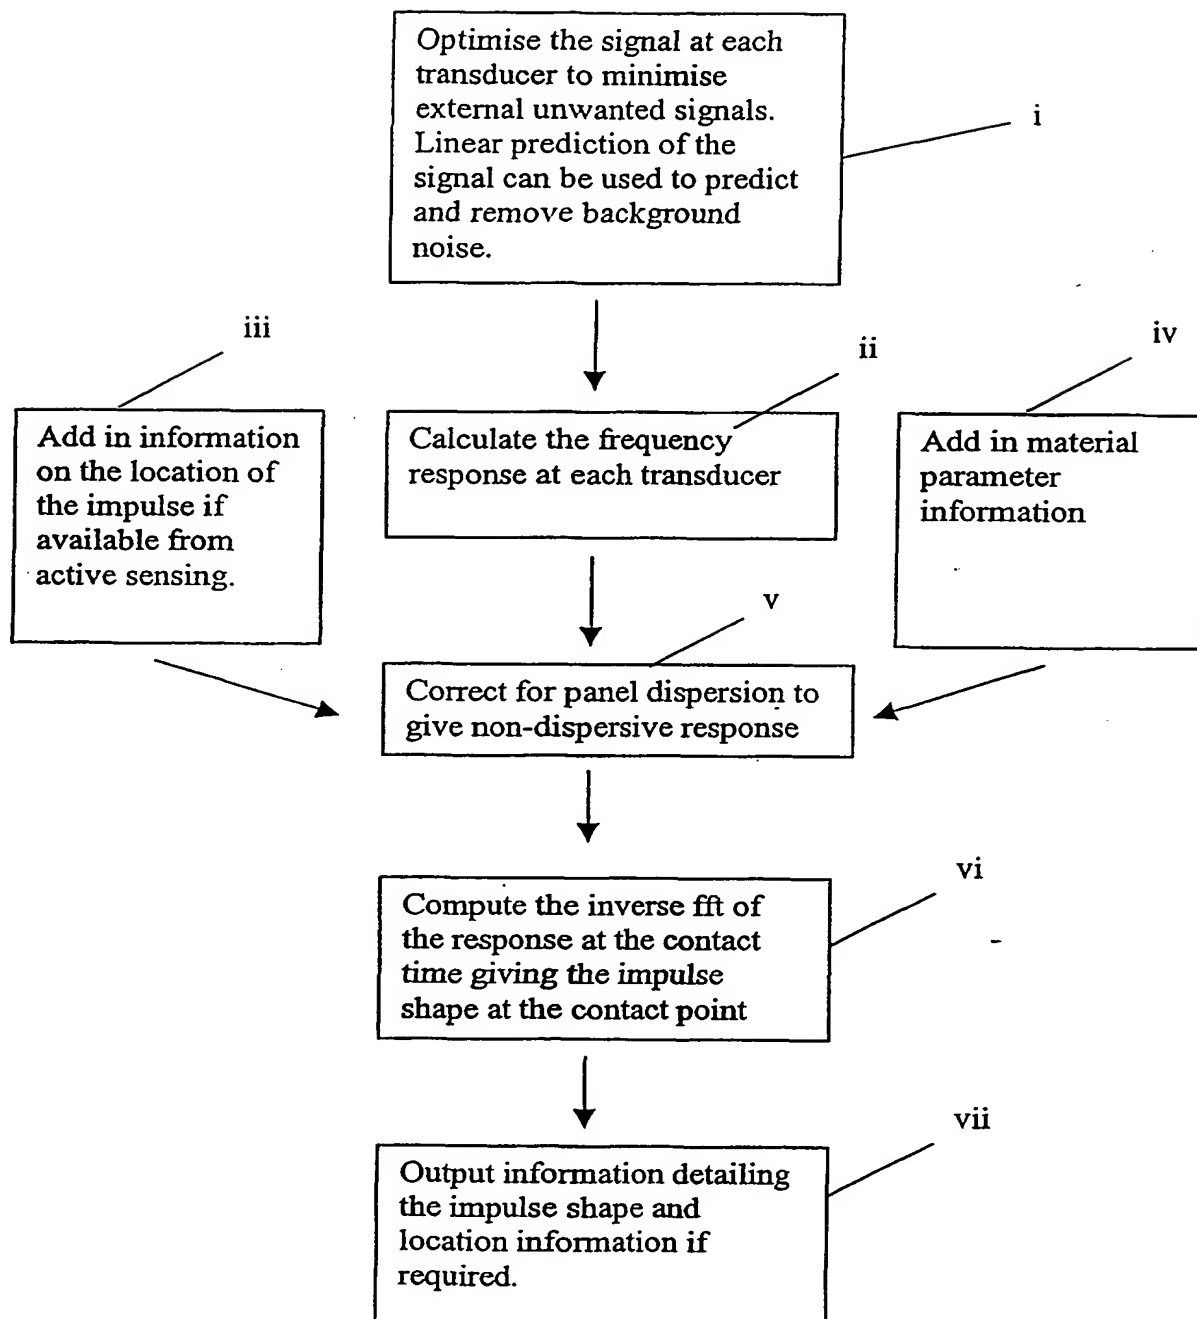 Optimise the signal at each
transducer to minimise
external unwanted signals.
Linear prediction of the
signal can be used to predict
and remove background
noise.
i
iii
ii
iv
Add in information
on the location of
the impulse if
available from
active sensing.
Calculate the frequency
response at each transducer
Add in material
parameter
information
v
Correct for panel dispersion to
give non-dispersive response
vi
Compute the inverse fft of
the response at the contact
time giving the impulse
shape at the contact point
vii
Output information detailing
the impulse shape and
location information if
required.